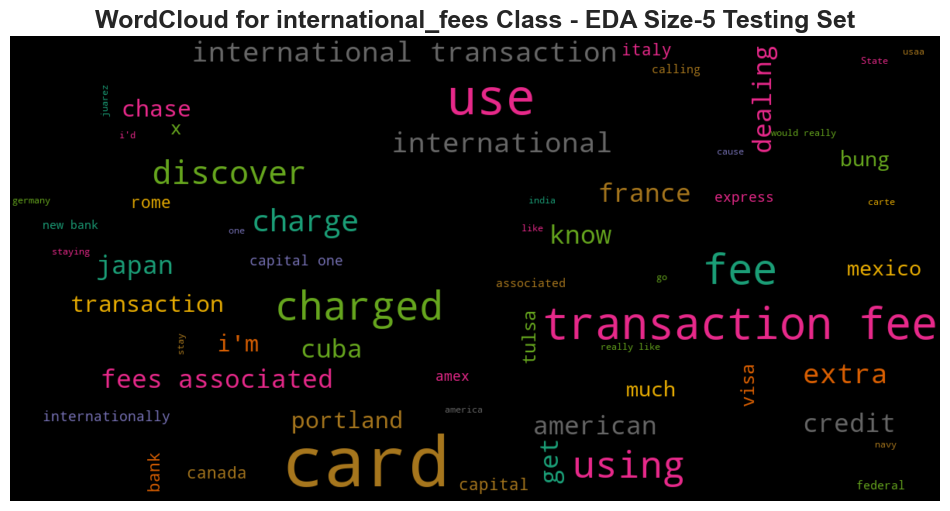 WordCloud for international_fees Class - EDA Size-5 Testing Set
international transaction
italy
usaa
State
calling
dealing
use
juarez
chase
x
i'd
would really
international
cause
bung
discover
germany
rome
india
france
express
carte
new bank
one
charge
like
know
staying
japan
capital one
associated
go
fee
mexico
transaction
charged
transaction fee
tulsa
stay
i'm
cuba
really like
fees associated
amex
much
visa
extra
internationally
portland
america
american
credit
navy
bank
canada
card
capital
get
using
federal